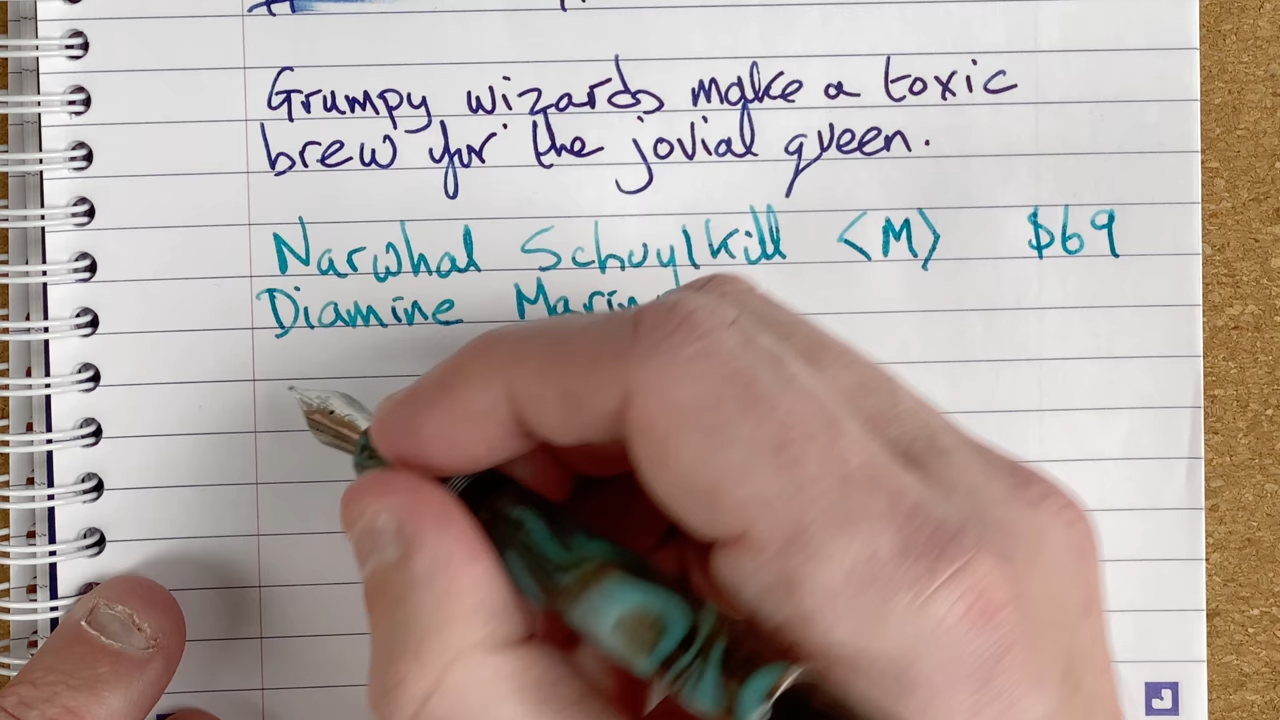 Grumpy wizards make a toxic
brew for the jovial queen.
Narwhal Schuylkill <M> $69
Diamine